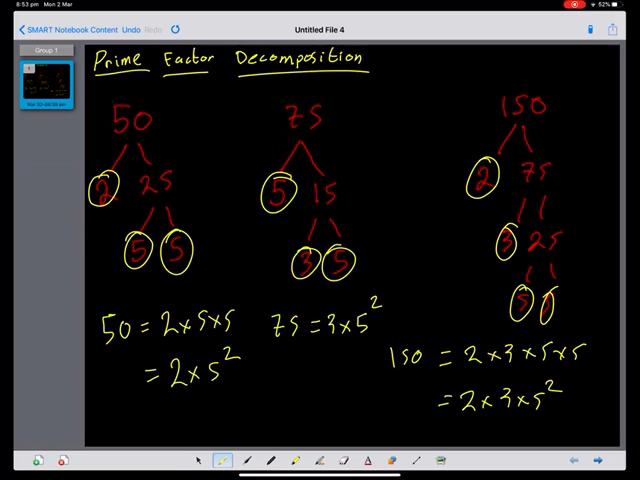 8:53 pm Mon 2 Mar
52%
SMART Notebook Content Undo Redo
Untitled File 4
Group 1
1
Prime Factor Decomposition
50 75 150
2 25 5 15 2 75
5 5 3 5 3 25
5 5
50 = 2 × 5 × 5 75 = 3 × 5²
= 2 × 5²
150 = 2 × 3 × 5 × 5
= 2 × 3 × 5²